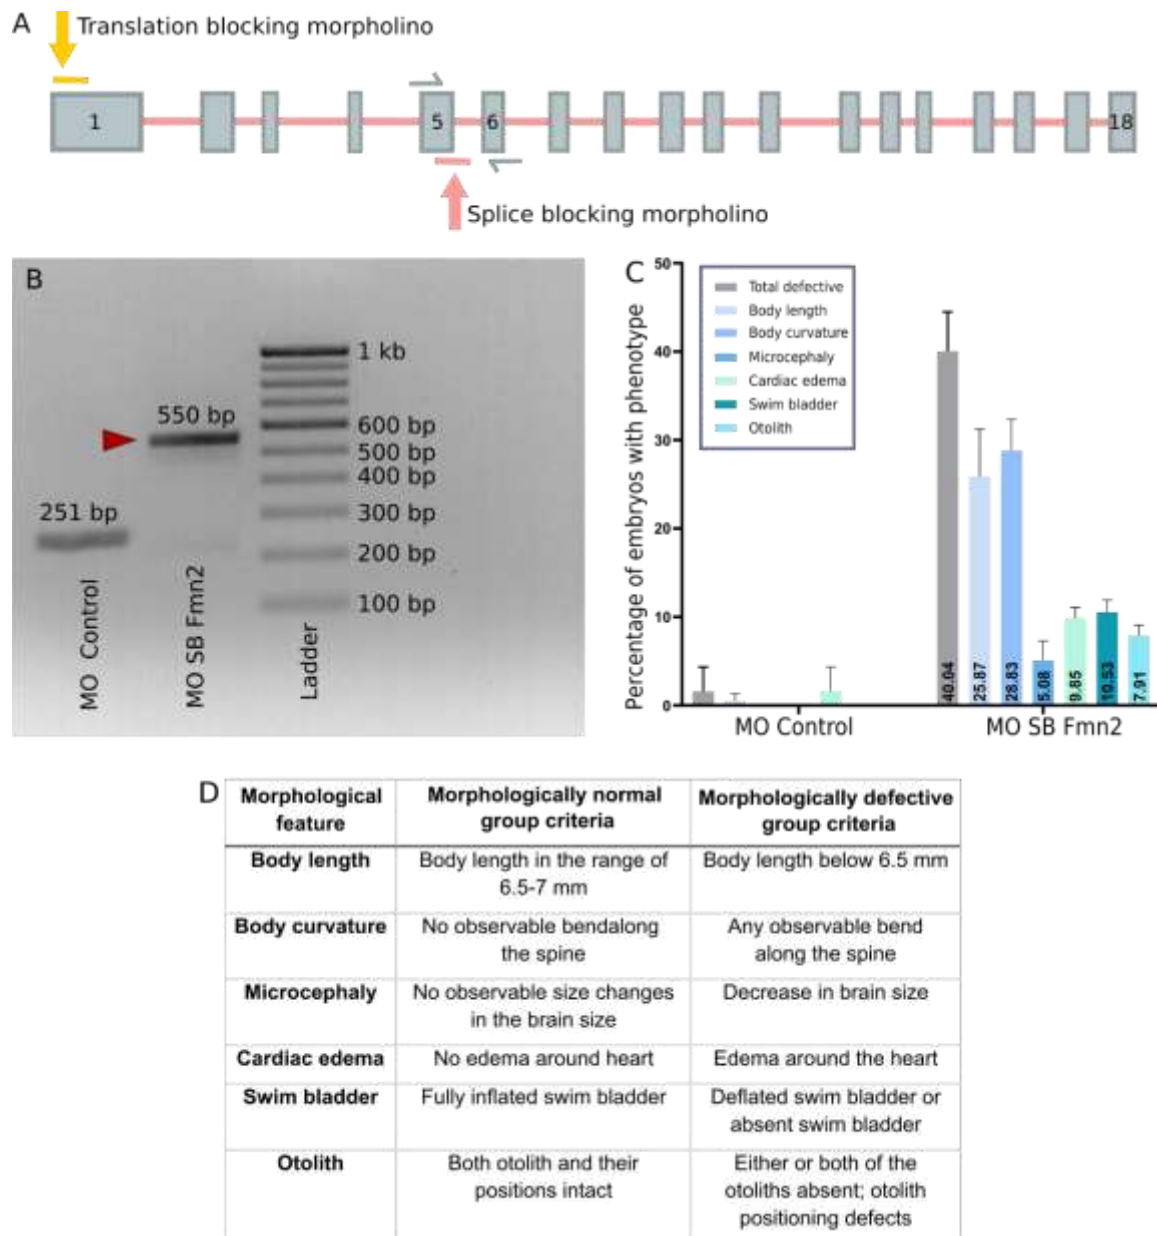 A
Translation blocking morpholino
1
5
6
18
Splice blocking morpholino
B
1 kb
550 bp
600 bp
500 bp
400 bp
251 bp
300 bp
200 bp
100 bp
MO Control
MO SB Fmn2
Ladder
C
50
40
30
20
10
0
Percentage of embryos with phenotype
Total defective
Body length
Body curvature
Microcephaly
Cardiac edema
Swim bladder
Otolith
40.04
25.87
28.83
5.08
9.85
10.53
7.91
MO Control
MO SB Fmn2
D
Morphological
feature
Morphologically normal
group criteria
Morphologically defective
group criteria
Body length
Body length in the range of
6.5-7 mm
Body length below 6.5 mm
Body curvature
No observable bendalong
the spine
Any observable bend
along the spine
Microcephaly
No observable size changes
in the brain size
Decrease in brain size
Cardiac edema
No edema around heart
Edema around the heart
Swim bladder
Fully inflated swim bladder
Deflated swim bladder or
absent swim bladder
Otolith
Both otolith and their
positions intact
Either or both of the
otoliths absent; otolith
positioning defects